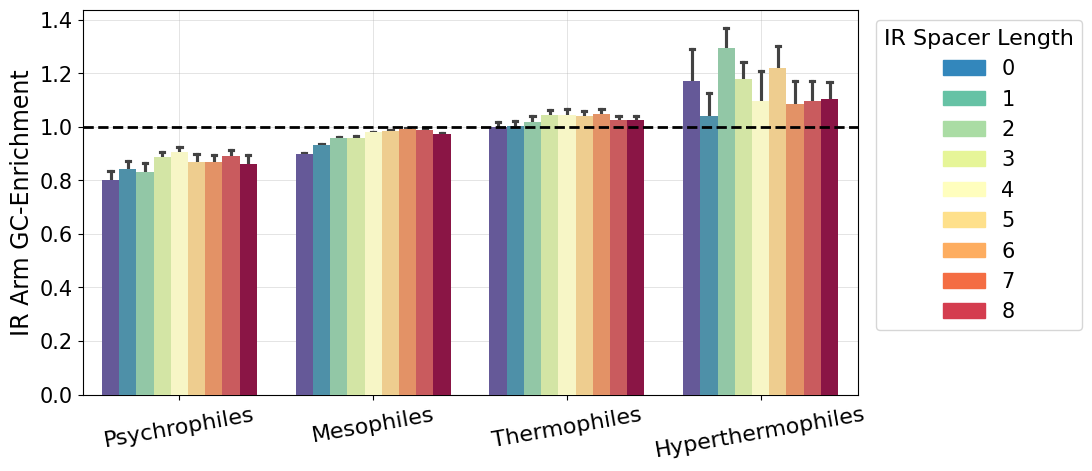 IR Arm GC-Enrichment
1.4
1.2
1.0
0.8
0.6
0.4
0.2
0.0
Psychrophiles
Mesophiles
Thermophiles
Hyperthermophiles
IR Spacer Length
0
1
2
3
4
5
6
7
8